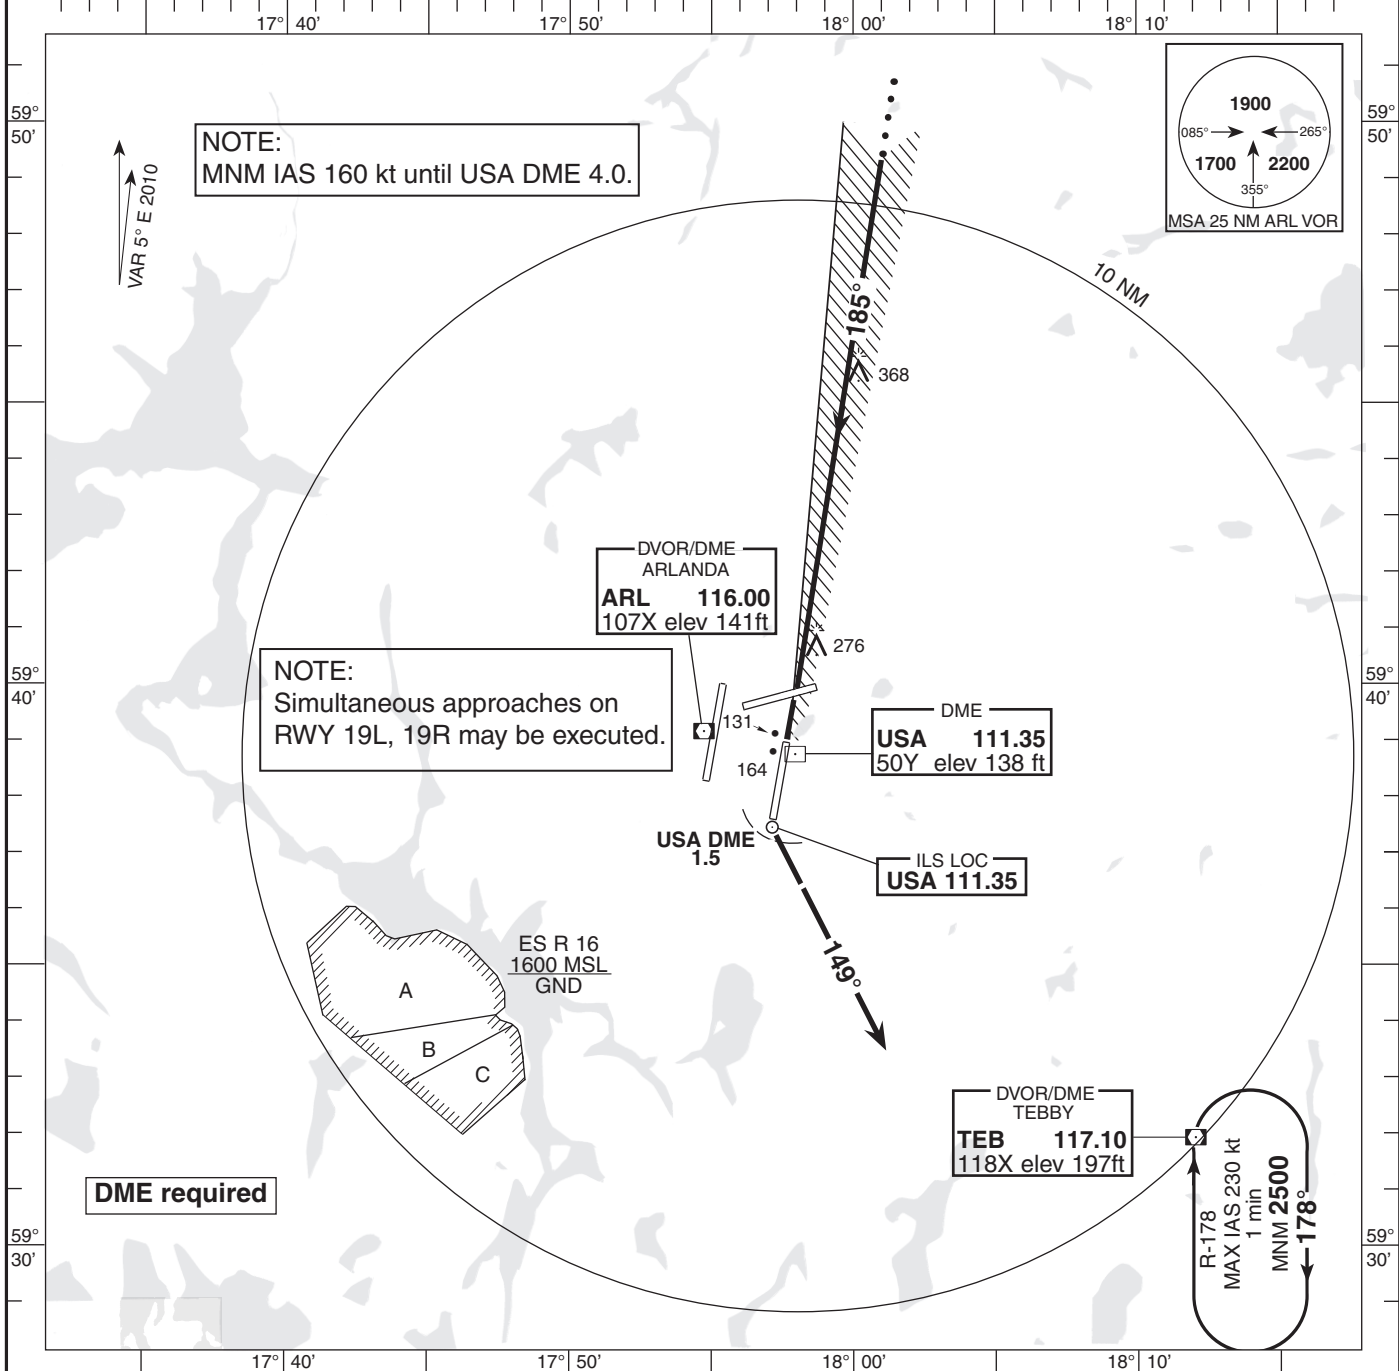 17° 40’
17° 50’
18° 00’
18° 10’
59°
50’
59°
50’
NOTE:
MNM IAS 160 kt until USA DME 4.0.
VAR 5° E 2010
1900
085°
265°
1700
2200
355°
MSA 25 NM ARL VOR
10 NM
185°
368
DVOR/DME
ARLANDA
ARL 116.00
107X elev 141ft
276
59°
40’
59°
40’
NOTE:
Simultaneous approaches on
RWY 19L, 19R may be executed.
131
164
DME
USA 111.35
50Y elev 138 ft
USA DME
1.5
ILS LOC
USA 111.35
149°
ES R 16
1600 MSL
GND
A
B
C
DVOR/DME
TEBBY
TEB 117.10
118X elev 197ft
R-178
MAX IAS 230 kt
1 min
MNM 2500
178°
DME required
59°
30’
59°
30’
17° 40’
17° 50’
18° 00’
18° 10’